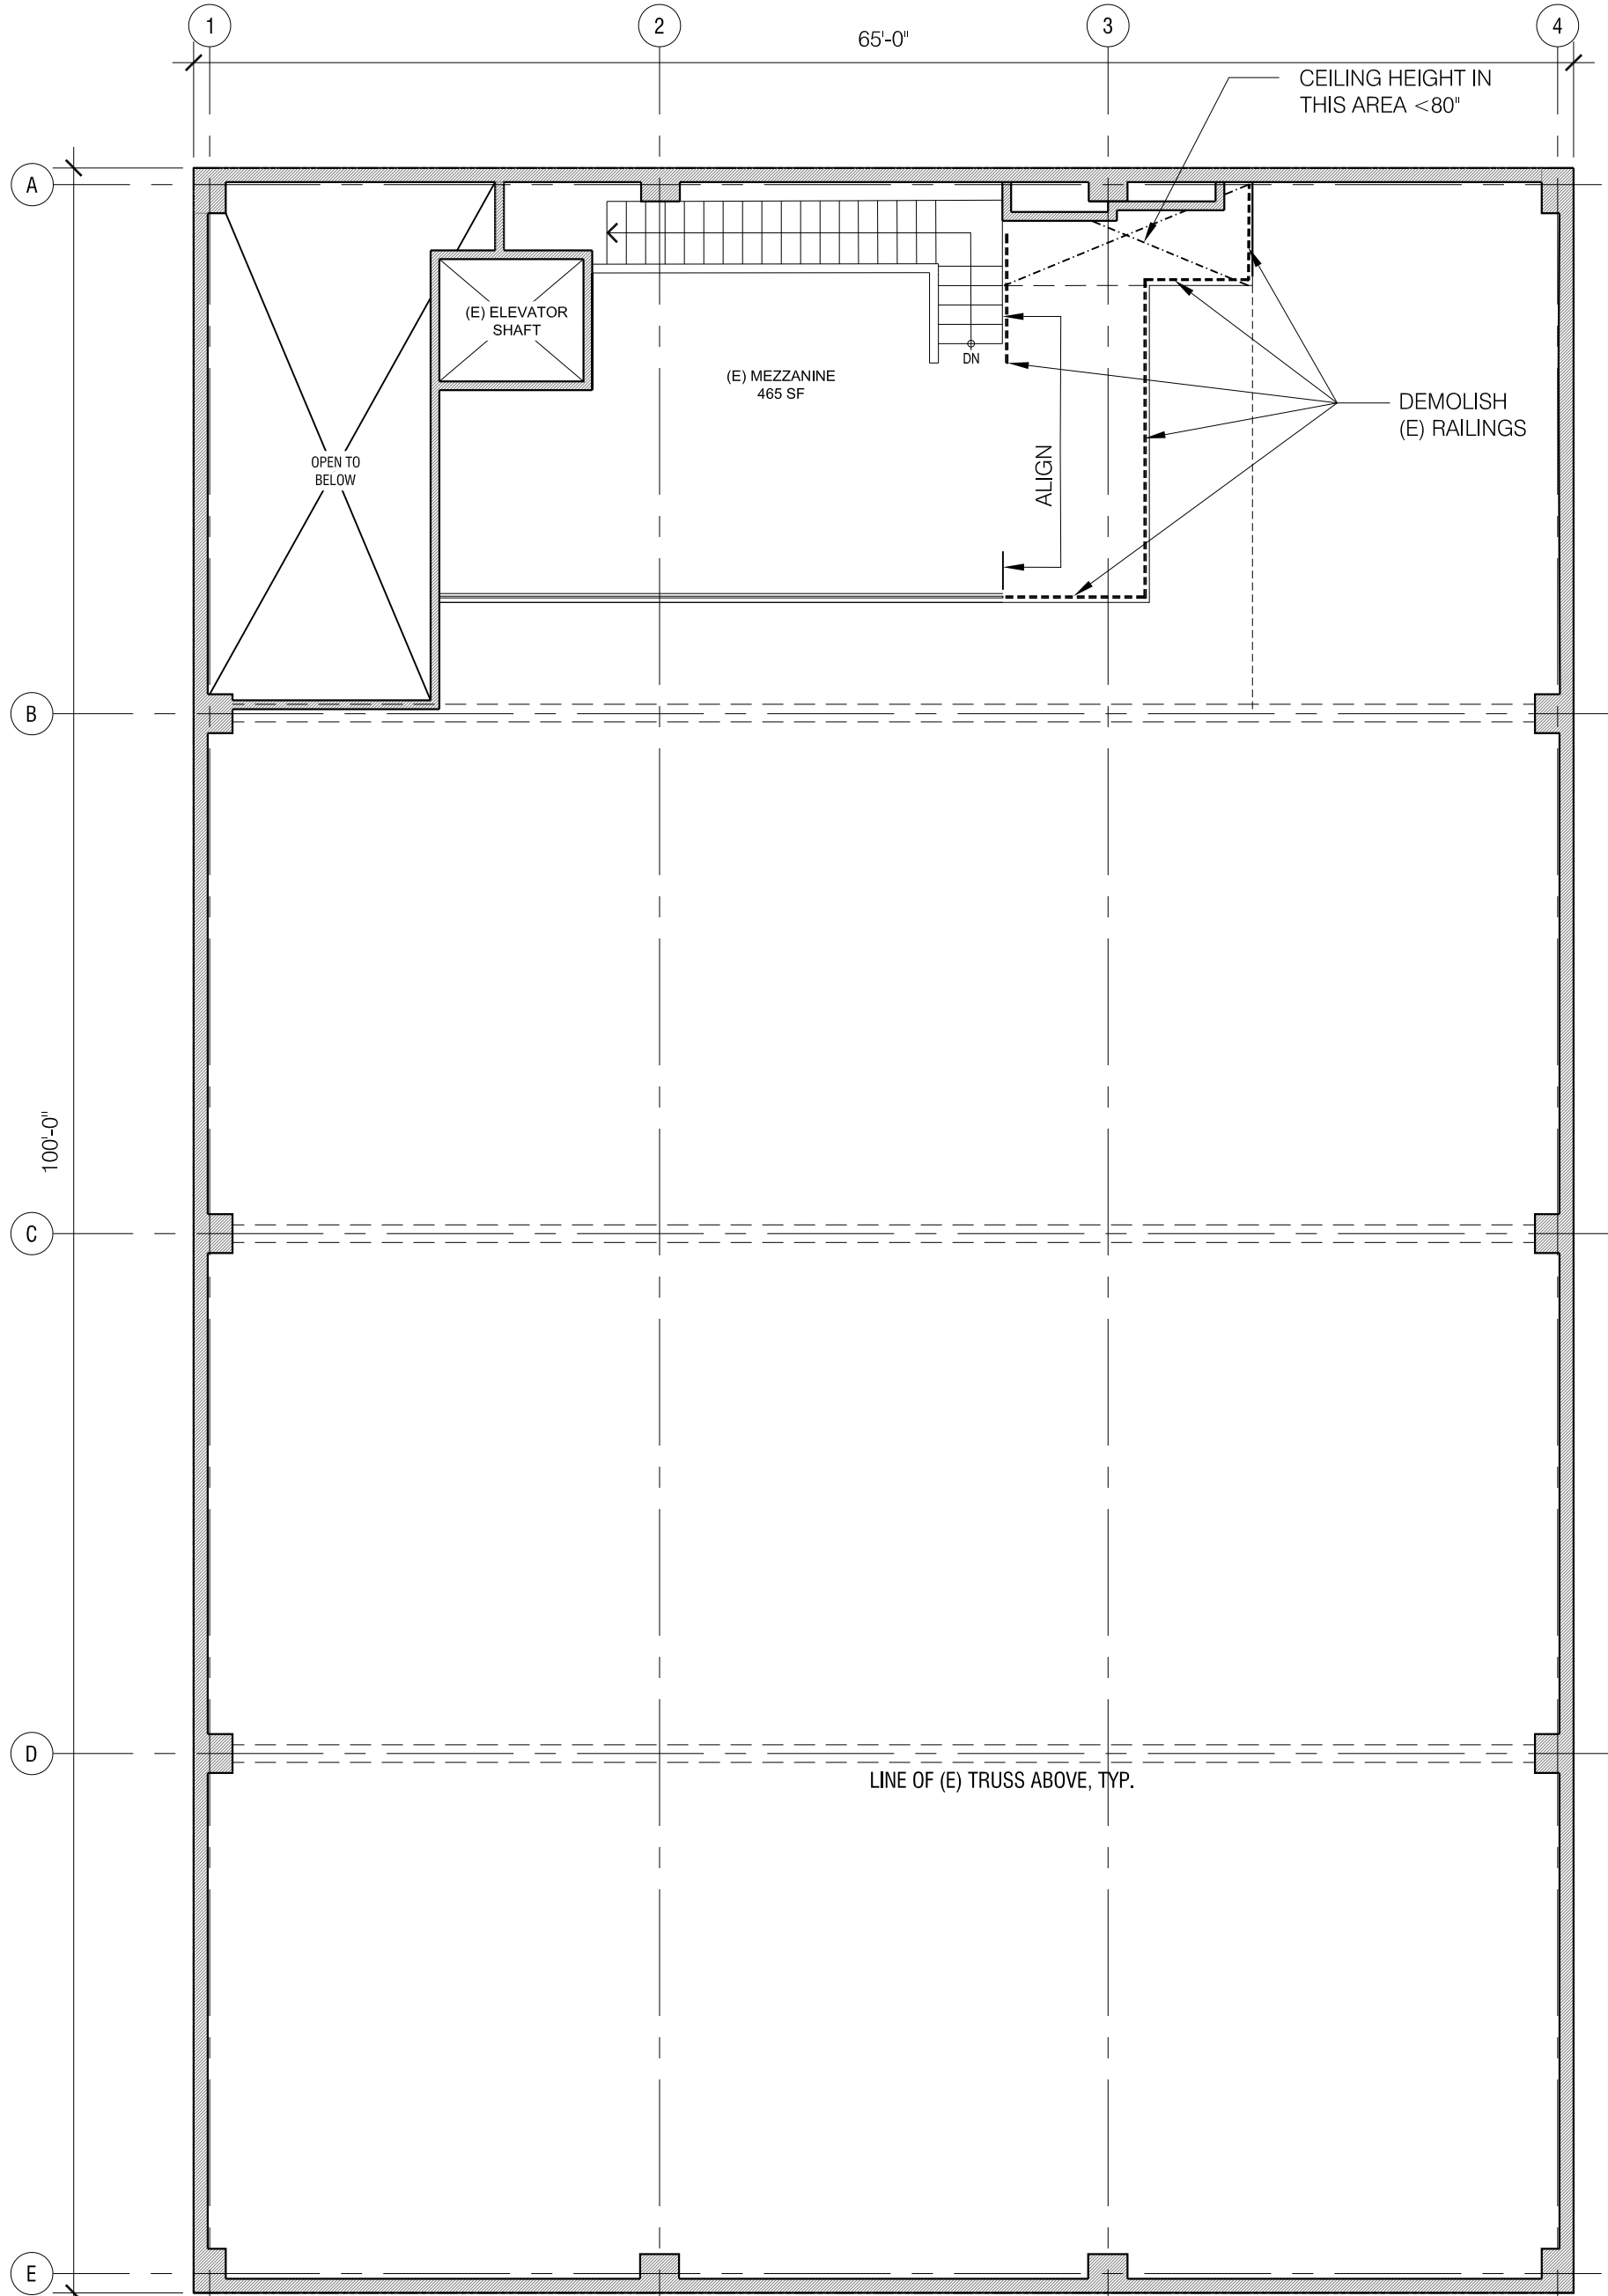 1
2
3
4
65'-0"
CEILING HEIGHT IN
THIS AREA <80"
A
(E) ELEVATOR
SHAFT
DN
(E) MEZZANINE
465 SF
DEMOLISH
(E) RAILINGS
ALIGN
OPEN TO
BELOW
B
100'-0"
C
D
LINE OF (E) TRUSS ABOVE, TYP.
E